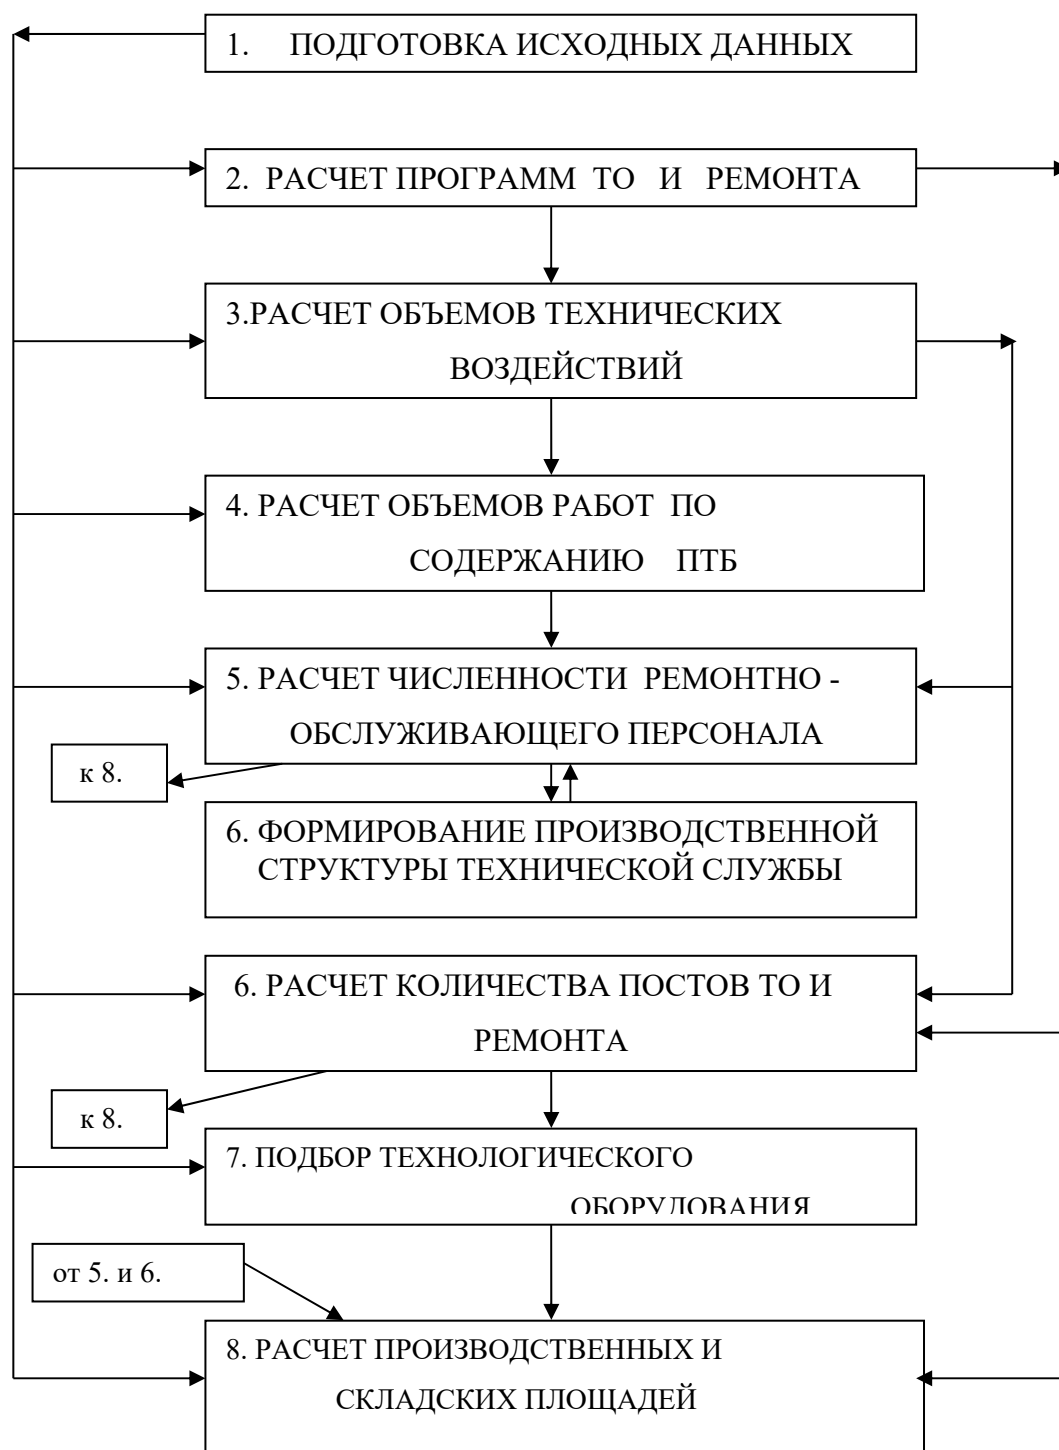 1. ПОДГОТОВКА ИСХОДНЫХ ДАННЫХ
2. РАСЧЕТ ПРОГРАММ ТО И РЕМОНТА
3.РАСЧЕТ ОБЪЕМОВ ТЕХНИЧЕСКИХ
ВОЗДЕЙСТВИЙ
4. РАСЧЕТ ОБЪЕМОВ РАБОТ ПО
СОДЕРЖАНИЮ ПТБ
5. РАСЧЕТ ЧИСЛЕННОСТИ РЕМОНТНО -
ОБСЛУЖИВАЮЩЕГО ПЕРСОНАЛА
к 8.
6. ФОРМИРОВАНИЕ ПРОИЗВОДСТВЕННОЙ
СТРУКТУРЫ ТЕХНИЧЕСКОЙ СЛУЖБЫ
6. РАСЧЕТ КОЛИЧЕСТВА ПОСТОВ ТО И
РЕМОНТА
к 8.
7. ПОДБОР ТЕХНОЛОГИЧЕСКОГО
ОБОРУДОВАНИЯ
от 5. и 6.
8. РАСЧЕТ ПРОИЗВОДСТВЕННЫХ И
СКЛАДСКИХ ПЛОЩАДЕЙ